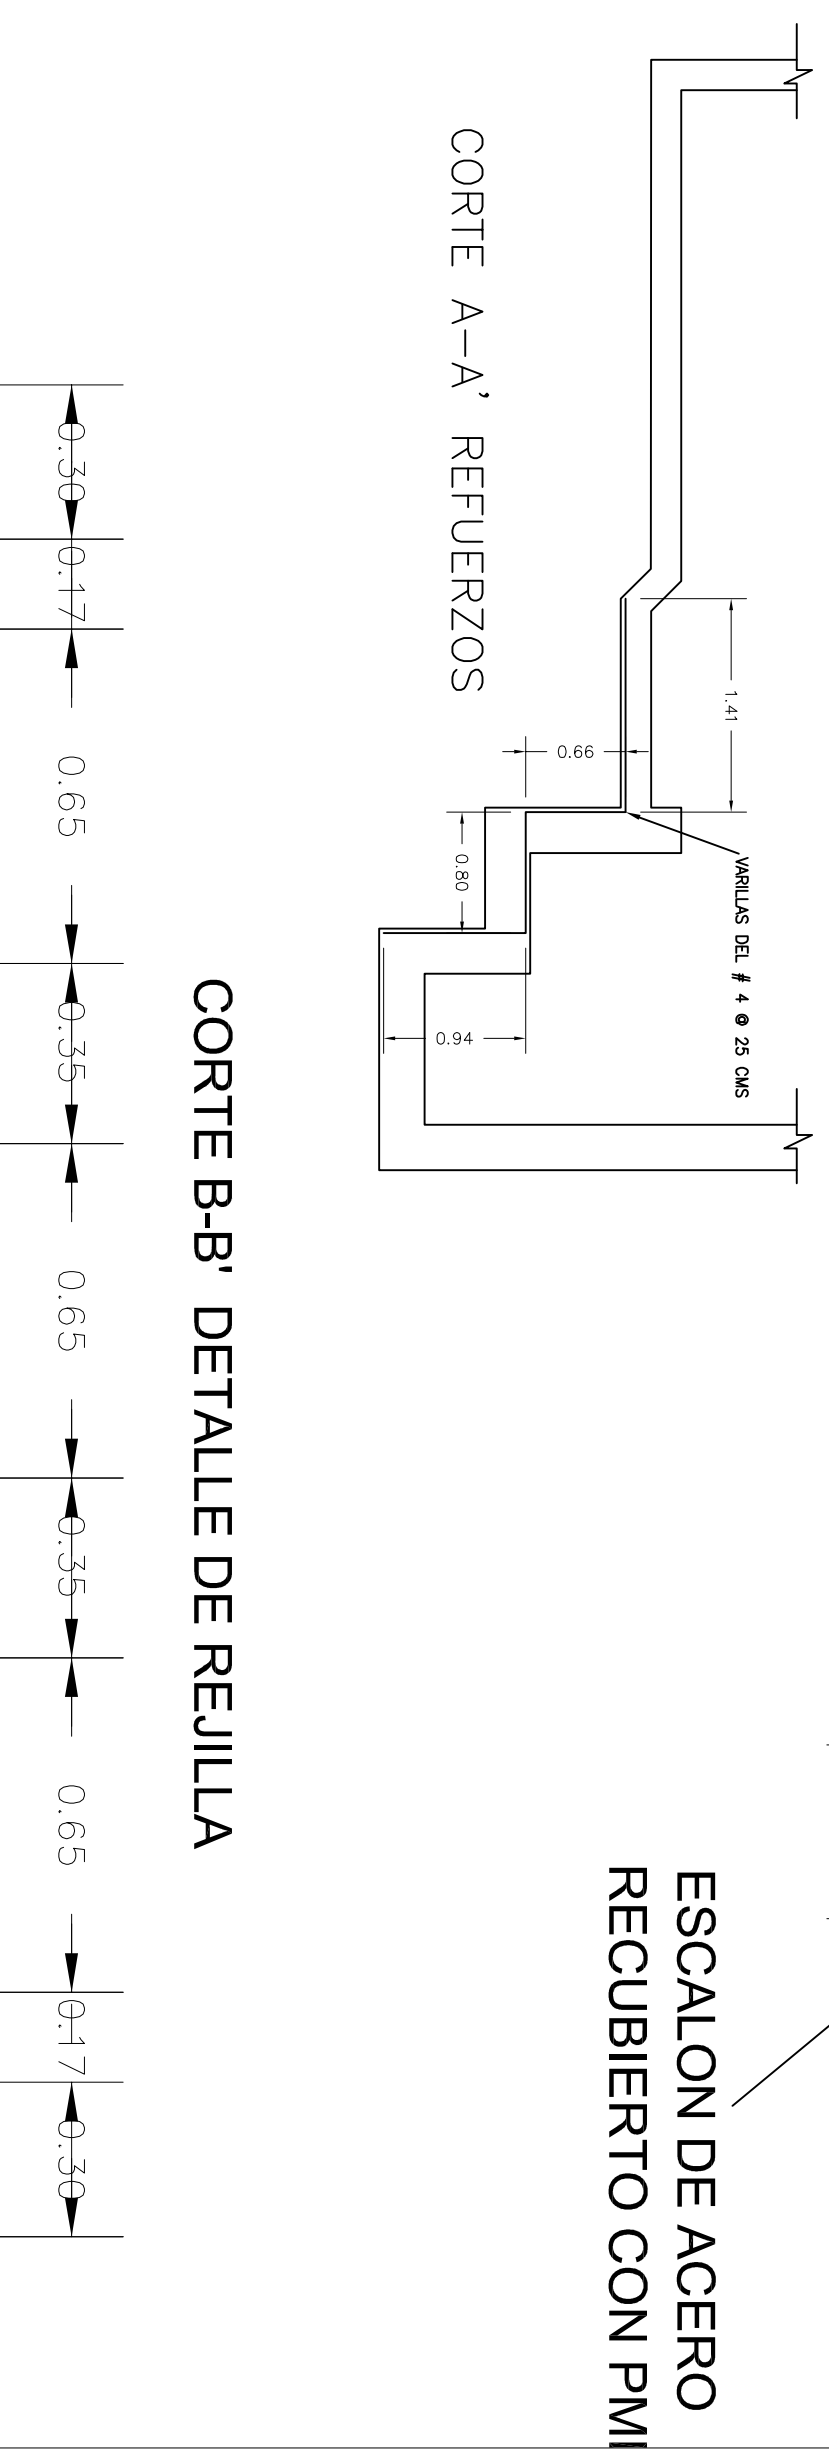 1.41
0.66
0.80
0.94
VARILLAS DEL # 4 @ 25 CMS
CORTE A-A' REFUERZOS
ESCALON DE ACERO
RECUBIERTO CON PMI
CORTE B-B' DETALLE DE REJILLA
0.30
0.17
0.65
0.35
0.65
0.35
0.65
0.17
0.30